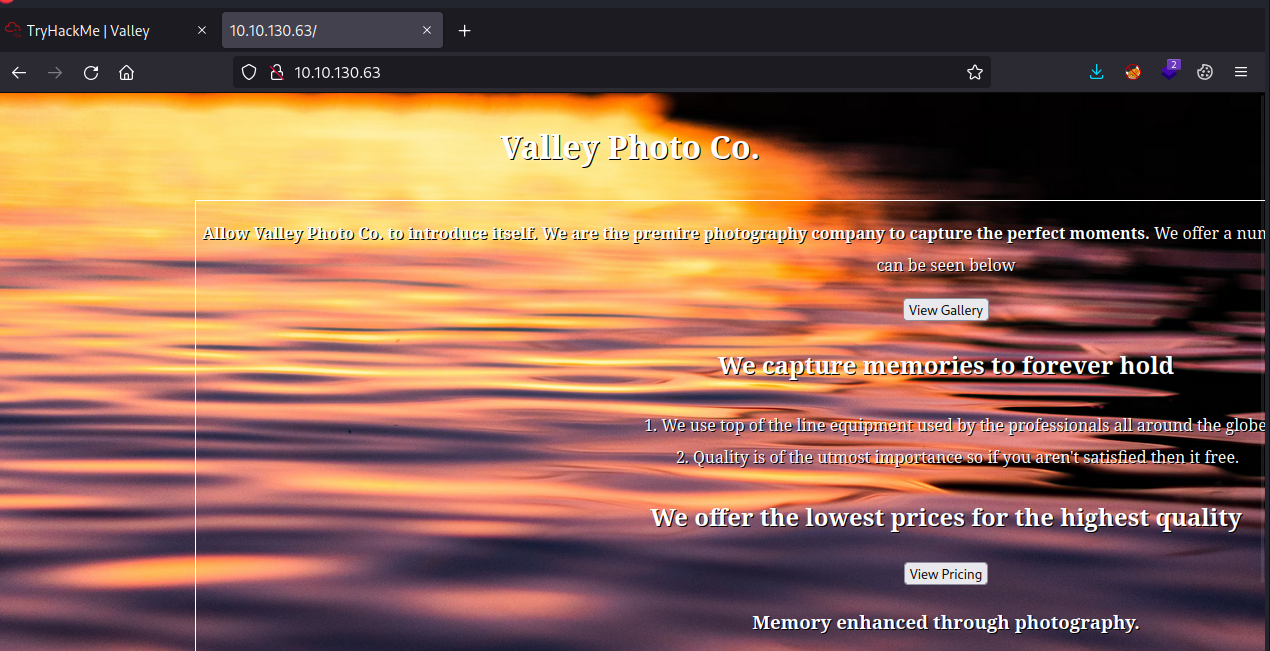 TryHackMe | Valley
10.10.130.63/
10.10.130.63
2
Valley Photo Co.
Allow Valley Photo Co. to introduce itself. We are the premire photography company to capture the perfect moments. We offer a
can be seen below
View Gallery
We capture memories to forever hold
1. We use top of the line equipment used by the professionals all around the globe
2. Quality is of the utmost importance so if you aren't satisfied then it free.
We offer the lowest prices for the highest quality
View Pricing
Memory enhanced through photography.